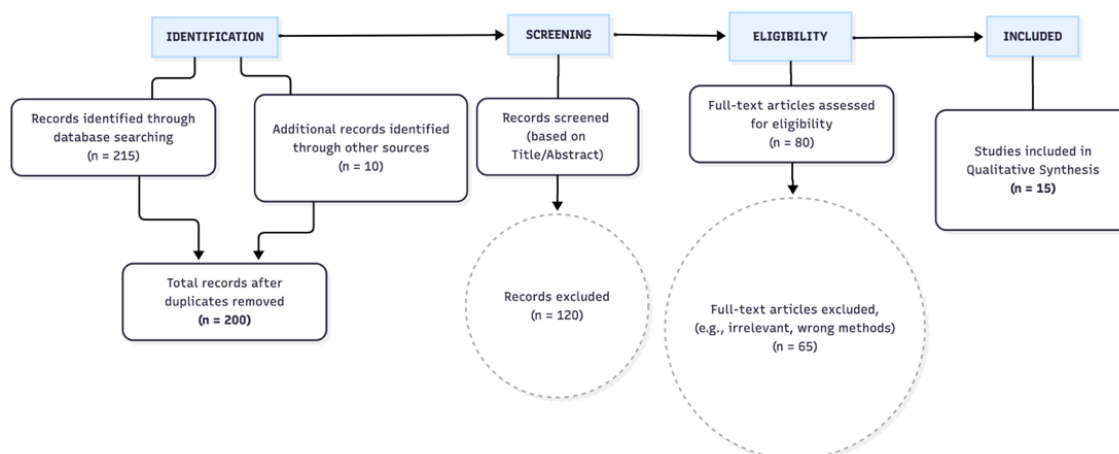 IDENTIFICATION
SCREENING
ELIGIBILITY
INCLUDED
Records identified through
database searching
(n = 215)
Additional records identified
through other sources
(n = 10)
Total records after
duplicates removed
(n = 200)
Records screened
(based on
Title/Abstract)
Records excluded
(n = 120)
Full-text articles assessed
for eligibility
(n = 80)
Full-text articles excluded,
(e.g., irrelevant, wrong methods)
(n = 65)
Studies included in
Qualitative Synthesis
(n = 15)